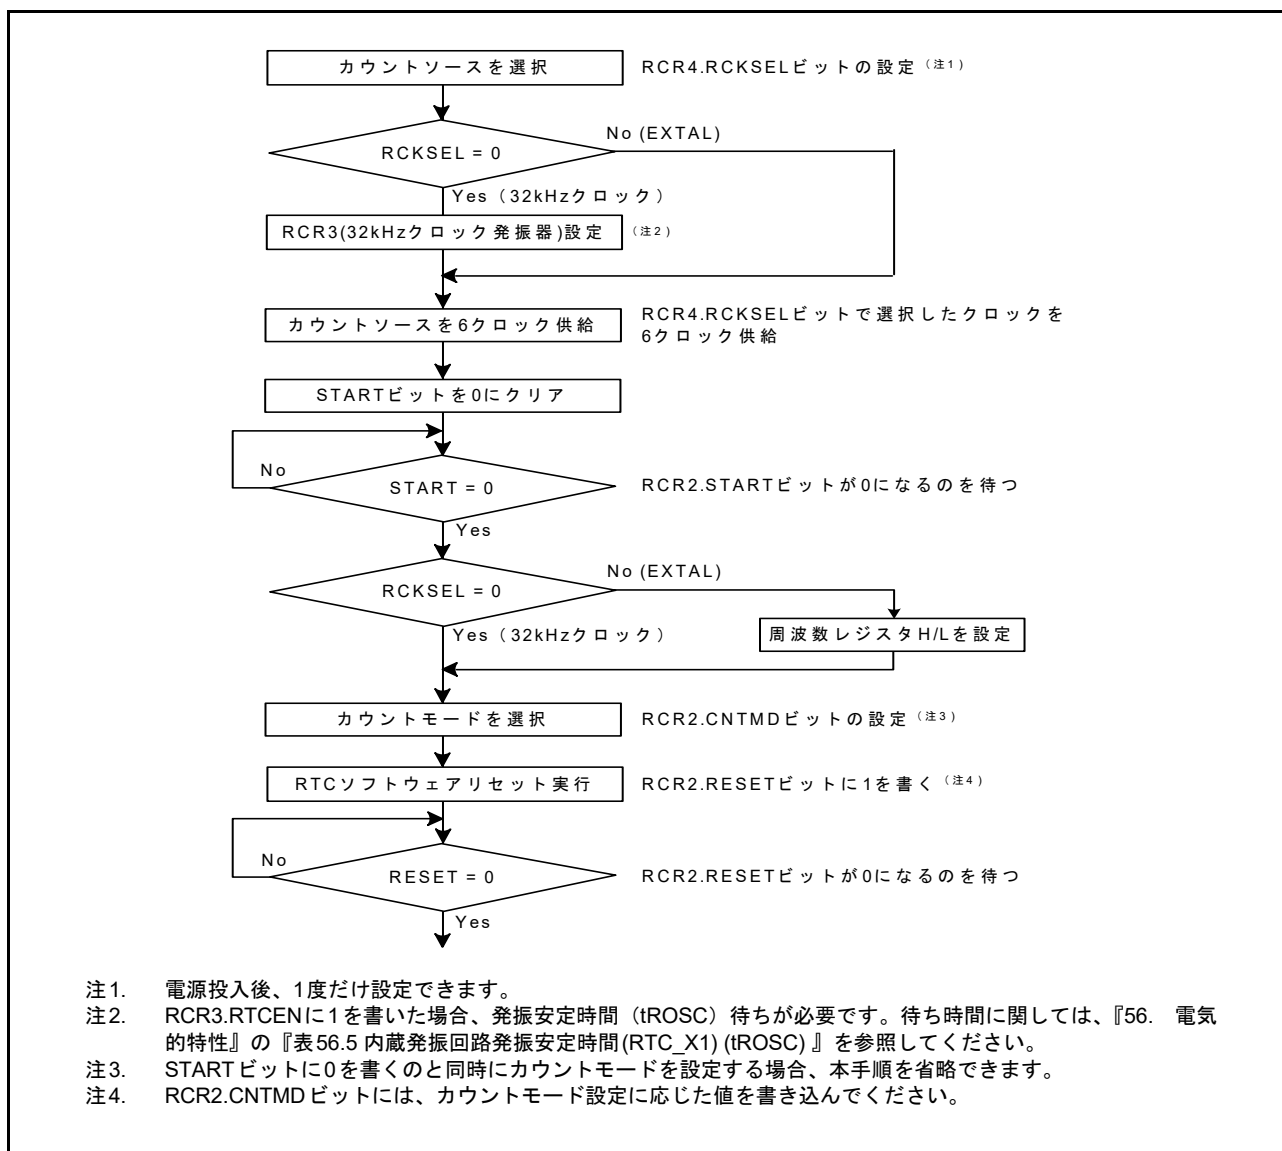 カウントソースを選択
RCR4.RCKSELビットの設定（注1）
RCKSEL = 0
No (EXTAL)
Yes（32kHzクロック）
RCR3(32kHzクロック発振器)設定
（注2）
カウントソースを6クロック供給
RCR4.RCKSELビットで選択したクロックを
6クロック供給
STARTビットを0にクリア
No
START = 0
RCR2.STARTビットが0になるのを待つ
Yes
RCKSEL = 0
No (EXTAL)
Yes（32kHzクロック）
周波数レジスタH/Lを設定
カウントモードを選択
RCR2.CNTMDビットの設定（注3）
RTCソフトウェアリセット実行
RCR2.RESETビットに1を書く（注4）
No
RESET = 0
RCR2.RESETビットが0になるのを待つ
Yes
注1. 電源投入後、1度だけ設定できます。
注2. RCR3.RTCENに1を書いた場合、発振安定時間（tROSC）待ちが必要です。待ち時間に関しては、『56. 電気
的特性』の『表56.5 内蔵発振回路発振安定時間(RTC_X1) (tROSC) 』を参照してください。
注3. STARTビットに0を書くのと同時にカウントモードを設定する場合、本手順を省略できます。
注4. RCR2.CNTMDビットには、カウントモード設定に応じた値を書き込んでください。